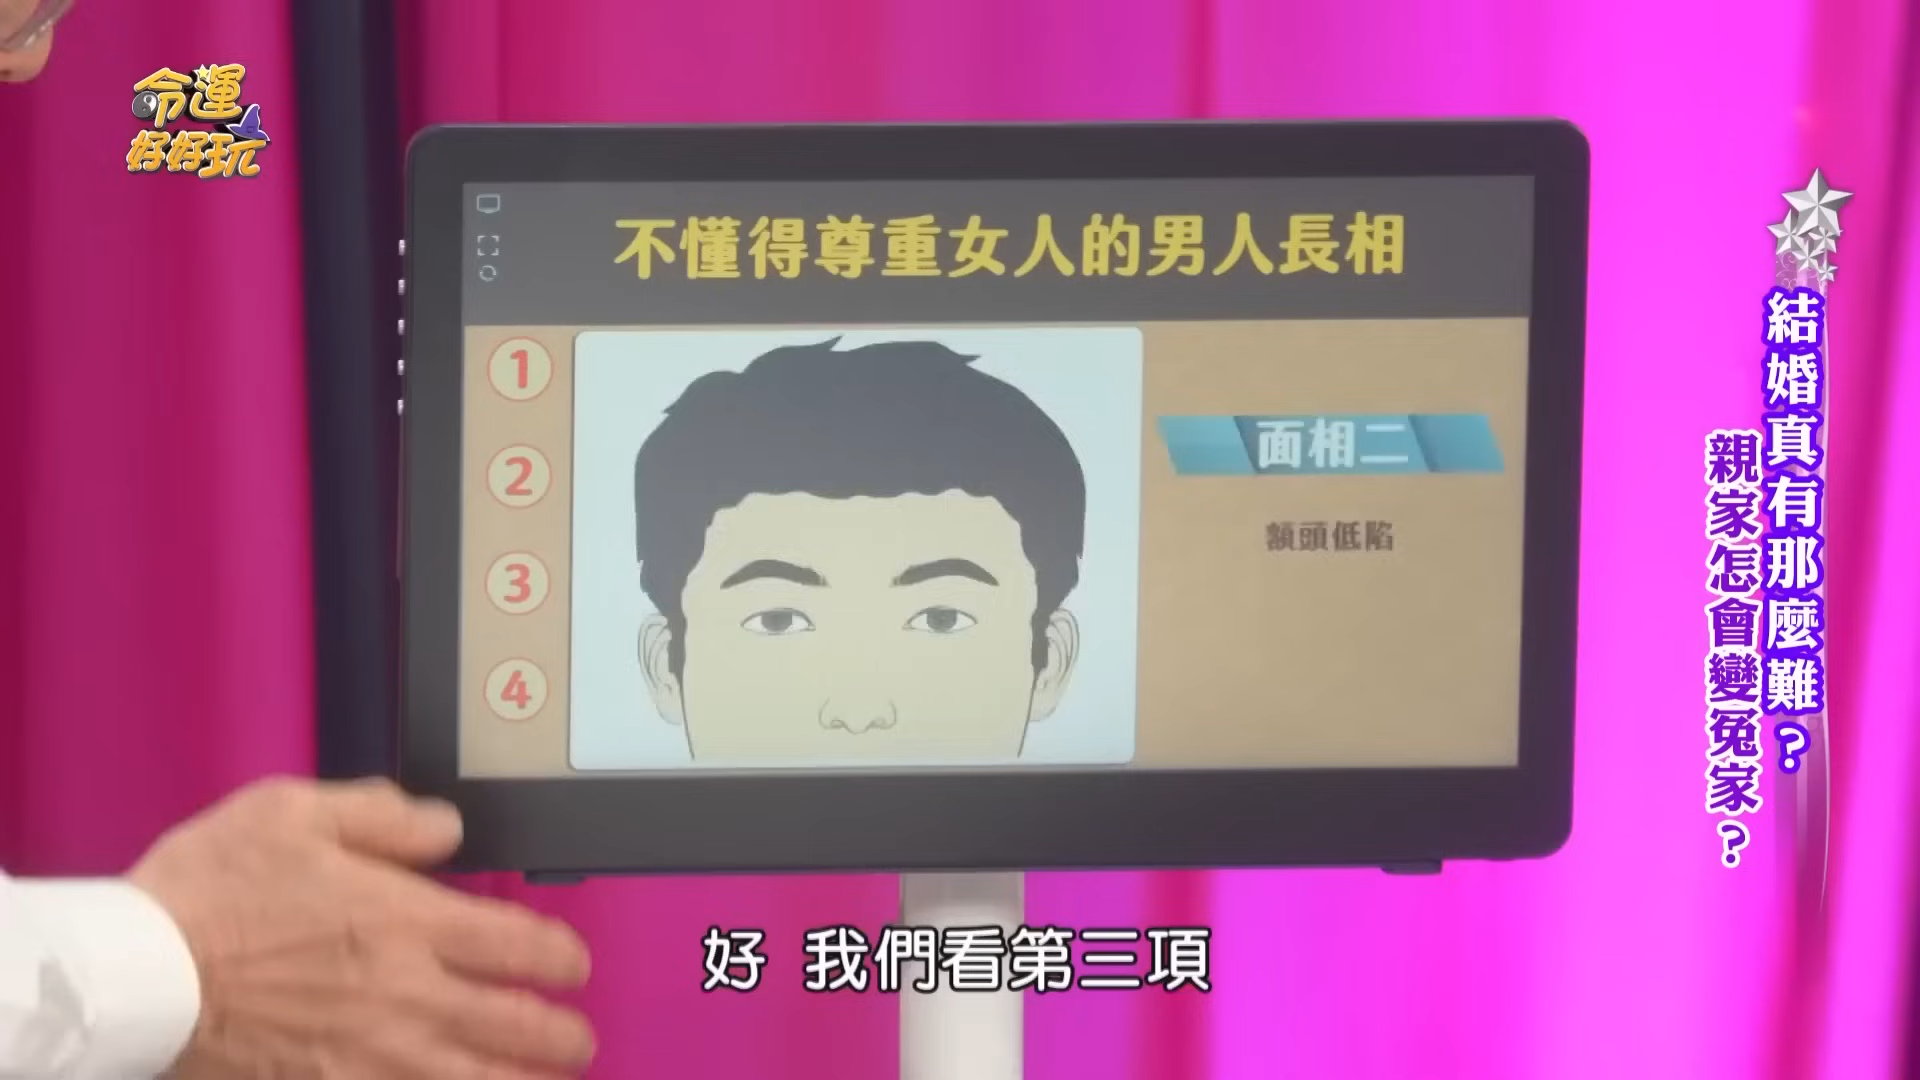 命運
好好玩
不懂得尊重女人的男人長相
1
2
3
4
面相二
額頭低陷
結婚真有那麼難?
親家怎會變冤家?
好 我們看第三項